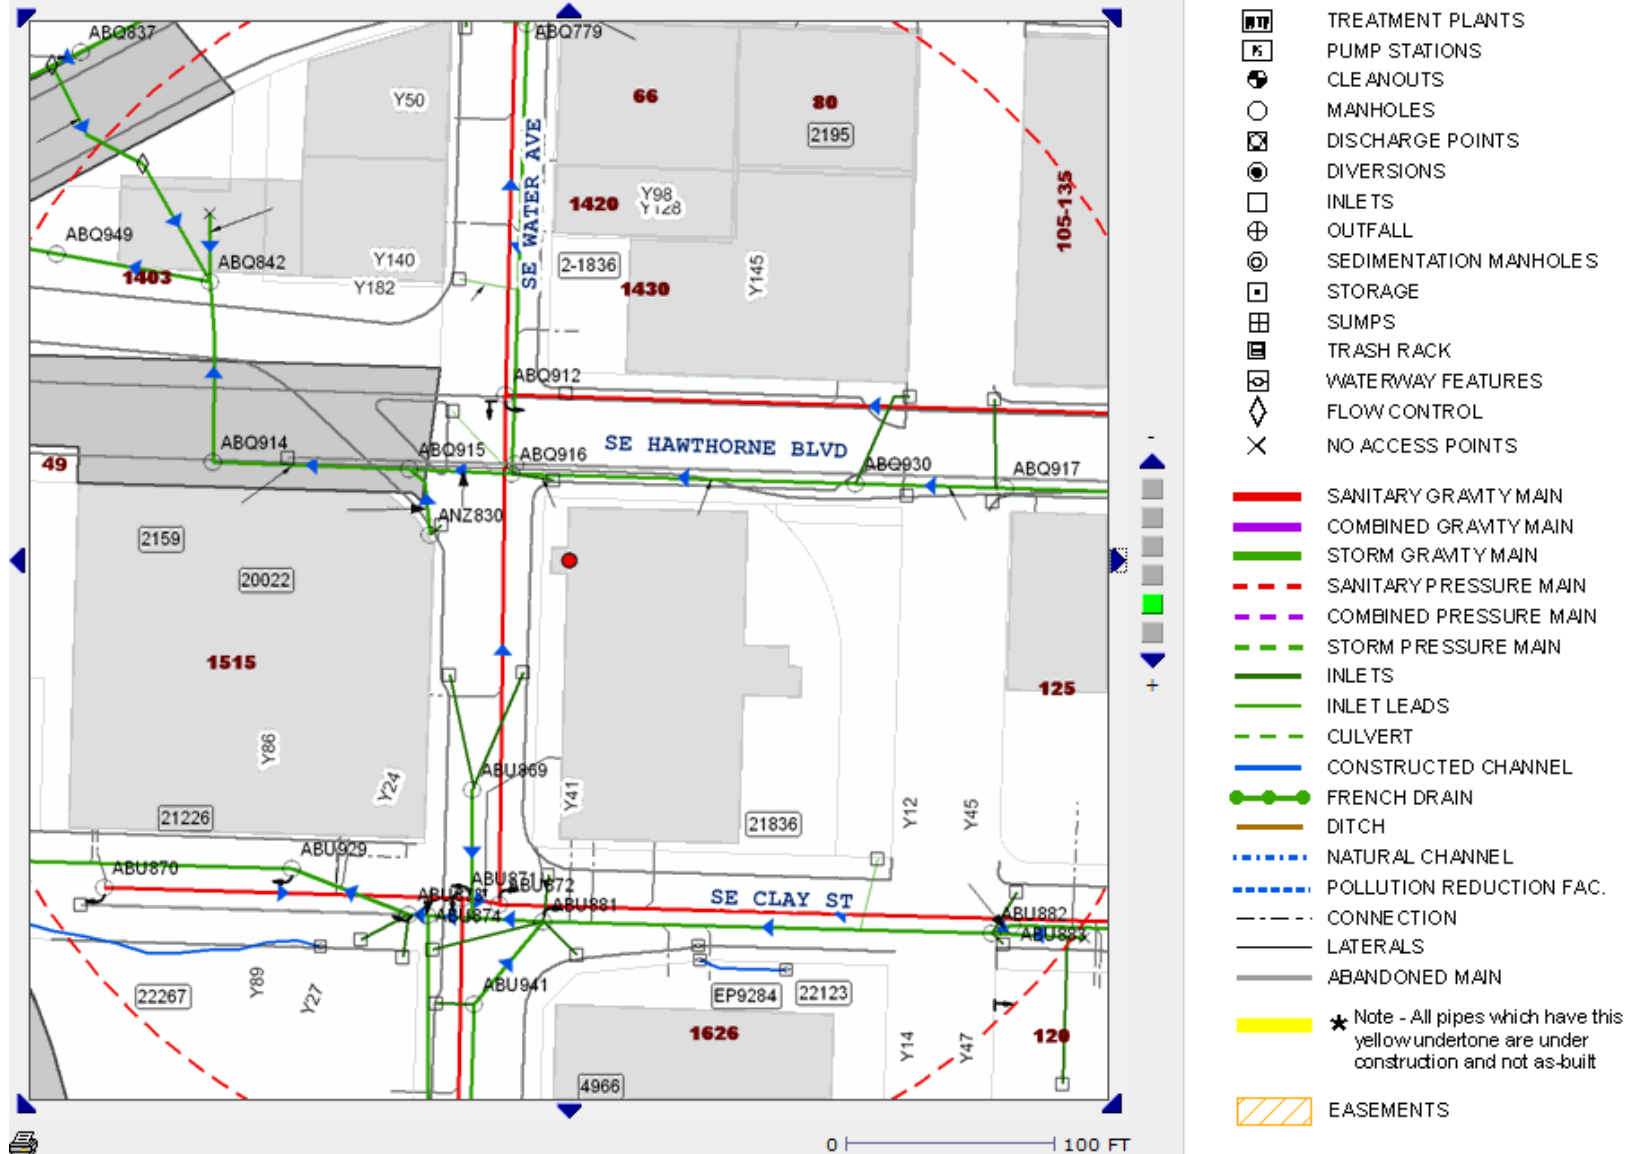 ABQ837
ABQ779
Y50
66
80
2195
SE WATER AVE
105-135
1420
Y98
Y128
ABQ949
ABQ842
Y140
1403
Y182
2-1836
1430
Y145
ABQ912
SE HAWTHORNE BLVD
ABQ914
ABQ915
ABQ916
ABQ930
ABQ917
49
ANZ830
2159
20022
1515
125
Y86
Y24
ABU869
Y41
Y12
Y45
21226
21836
ABU929
ABU870
ABU871
ABU872
SE CLAY ST
ABU874
ABU881
ABU882
ABU883
ABU941
Y89
Y27
22267
EP9284
22123
1626
Y14
Y47
120
4966
0
100 FT
-
+
MTP
TREATMENT PLANTS
PS
PUMP STATIONS
CLEANOUTS
MANHOLES
DISCHARGE POINTS
DIVERSIONS
INLETS
OUTFALL
SEDIMENTATION MANHOLES
STORAGE
SUMPS
TRASH RACK
WATERWAY FEATURES
FLOW CONTROL
NO ACCESS POINTS
SANITARY GRAVITY MAIN
COMBINED GRAVITY MAIN
STORM GRAVITY MAIN
SANITARY PRESSURE MAIN
COMBINED PRESSURE MAIN
STORM PRESSURE MAIN
INLETS
INLET LEADS
CULVERT
CONSTRUCTED CHANNEL
FRENCH DRAIN
DITCH
NATURAL CHANNEL
POLLUTION REDUCTION FAC.
CONNECTION
LATERALS
ABANDONED MAIN
* Note - All pipes which have this
yellow undertone are under
construction and not as-built
EASEMENTS